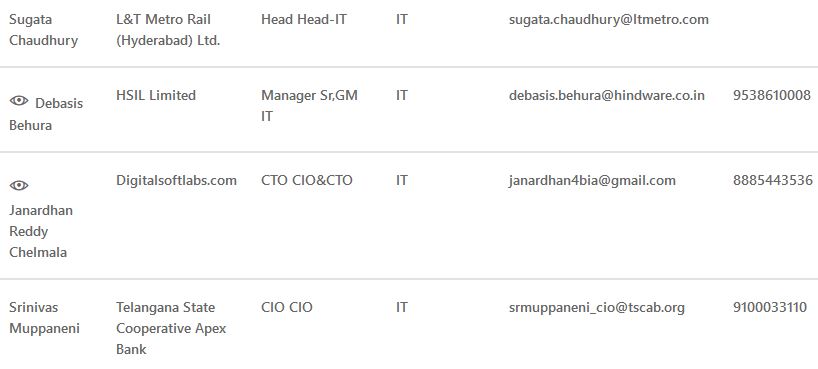 Sugata L&T Metro Rail Head Head-IT IT sugata.chaudhury@ltmetro.com
Chaudhury (Hyderabad) Ltd.
Debasis HSIL Limited Manager Sr,GM IT debasis.behura@hindware.co.in 9538610008
Behura IT
Digitalsoftlabs.com CTO CIO&CTO IT janardhan4bia@gmail.com 8885443536
Janardhan
Reddy
Chelmala
Srinivas Telangana State CIO CIO IT srmuppaneni_cio@tscab.org 9100033110
Muppaneni Cooperative Apex
Bank